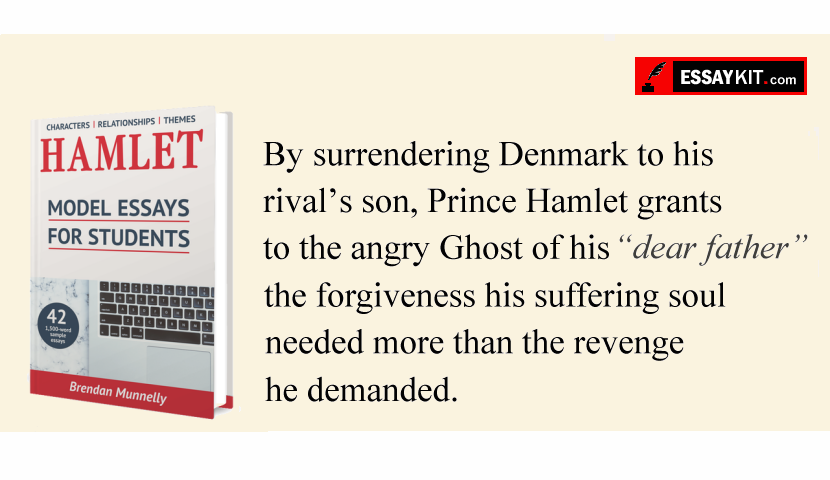 ESSAYKIT.com
CHARACTERS | RELATIONSHIPS | THEMES
HAMLET
MODEL ESSAYS
FOR STUDENTS
42
1,500-word
sample
essays
Brendan Munnelly
By surrendering Denmark to his
rival’s son, Prince Hamlet grants
to the angry Ghost of his “dear father”
the forgiveness his suffering soul
needed more than the revenge
he demanded.